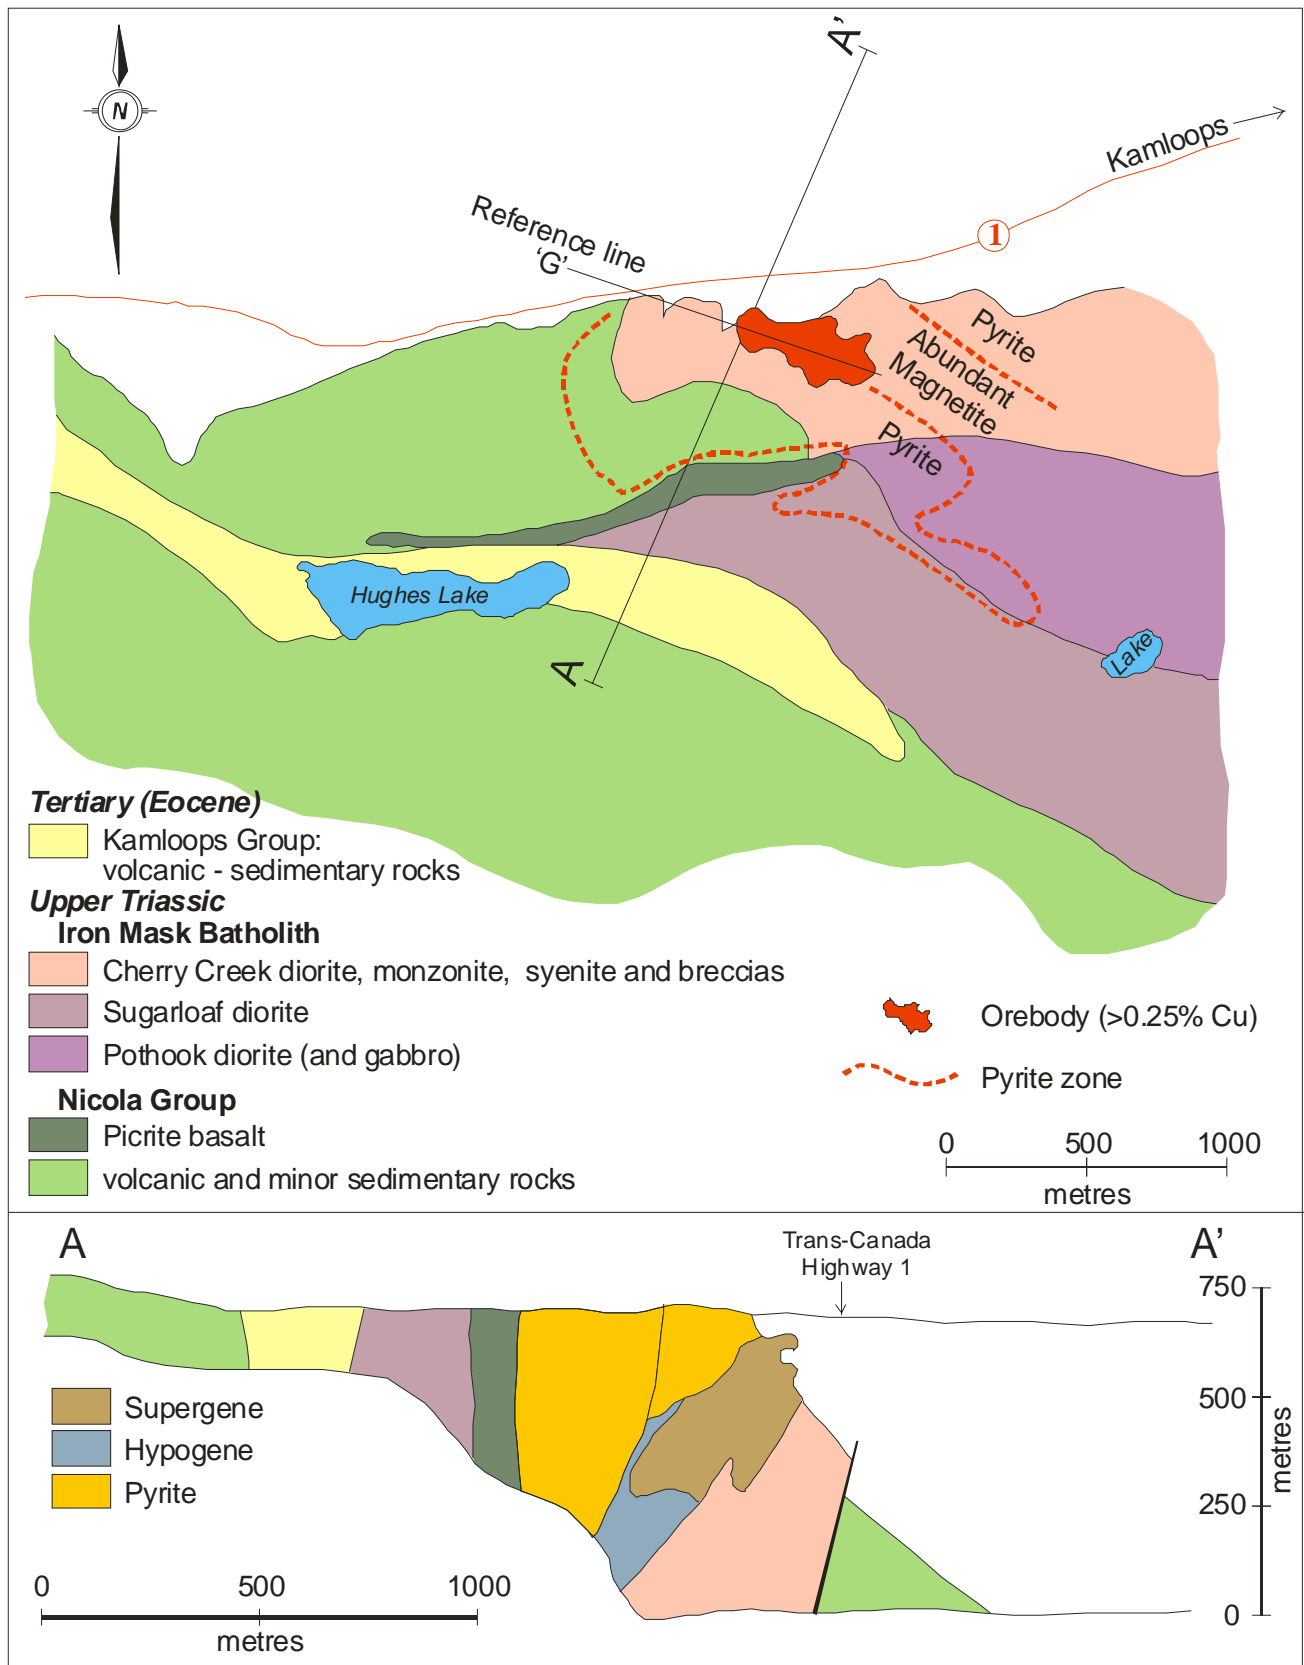 A’
N
Kamloops
1
Reference line
‘G’
Pyrite
Abundant
Magnetite
Pyrite
Hughes Lake
A
Lake
Tertiary (Eocene)
Kamloops Group:
volcanic - sedimentary rocks
Upper Triassic
Iron Mask Batholith
Cherry Creek diorite, monzonite, syenite and breccias
Sugarloaf diorite
Pothook diorite (and gabbro)
Nicola Group
Picrite basalt
volcanic and minor sedimentary rocks
Orebody (>0.25% Cu)
Pyrite zone
0 500 1000
metres
A
A’
Trans-Canada
Highway 1
750
500
250
0
metres
Supergene
Hypogene
Pyrite
0 500 1000
metres